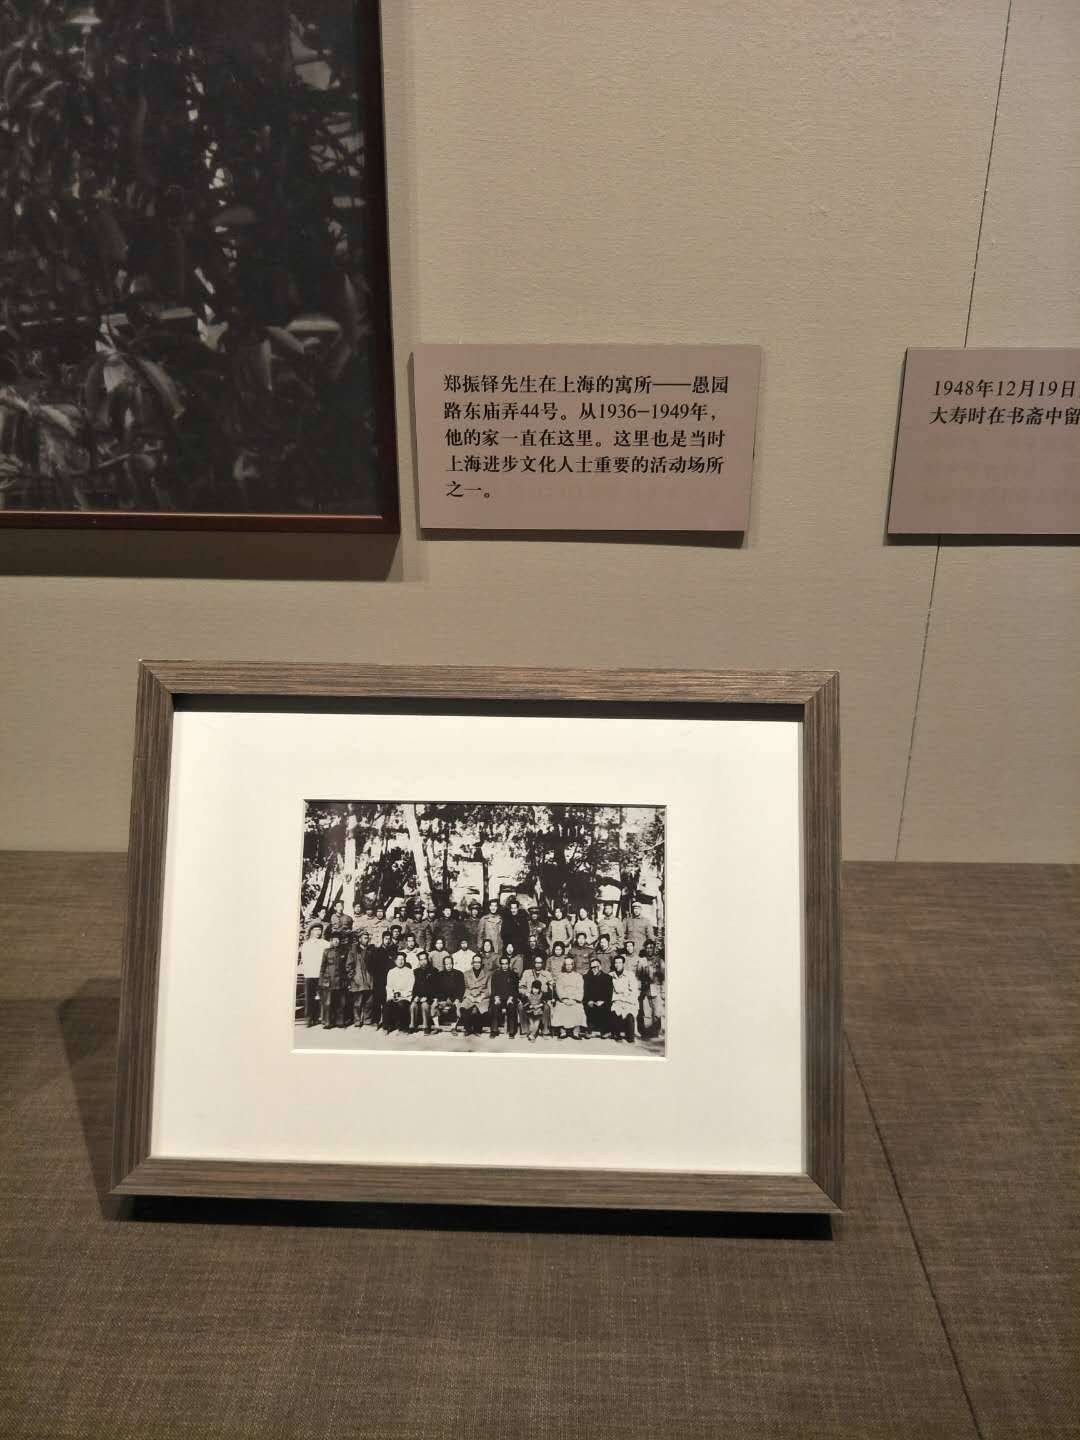 郑振铎先生在上海的寓所——愚园
路东庙弄44号。从1936—1949年，
他的家一直在这里。这里也是当时
上海进步文化人士重要的活动场所
之一。
1948年12月19日
大寿时在书斋中留